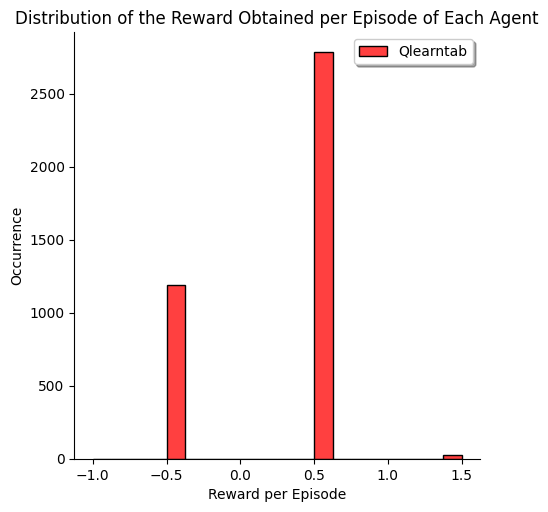 Distribution of the Reward Obtained per Episode of Each Agent
Qlearntab
2500
2000
1500
1000
500
0
Occurrence
−1.0 −0.5 0.0 0.5 1.0 1.5
Reward per Episode